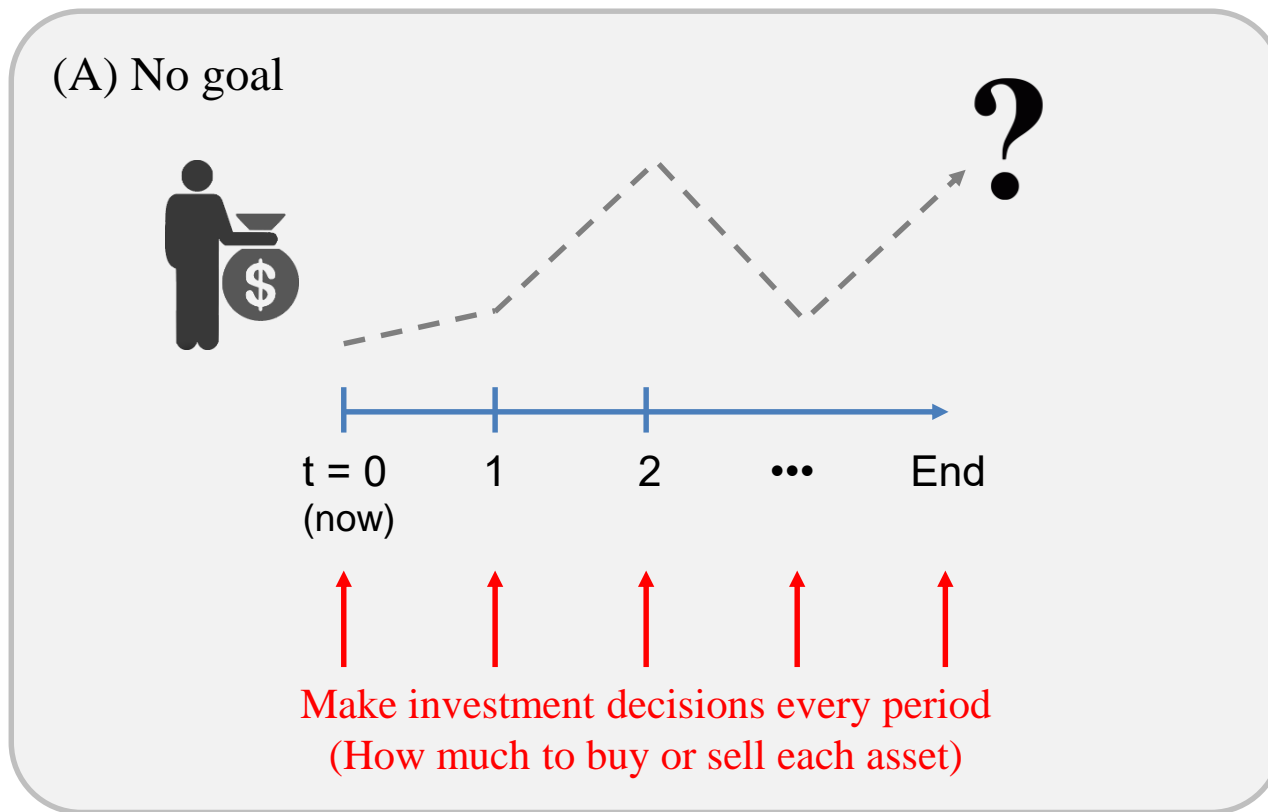 (A) No goal
?
$
t = 0 1 2 ••• End
(now)
Make investment decisions every period
(How much to buy or sell each asset)